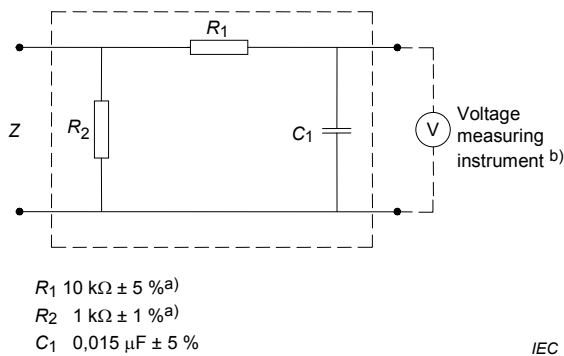 R1
Z
R2
C1
V
Voltage
measuring
instrument b)
R1 10 kΩ ± 5 %a)
R2 1 kΩ ± 1 %a)
C1 0,015 μF ± 5 %
IEC